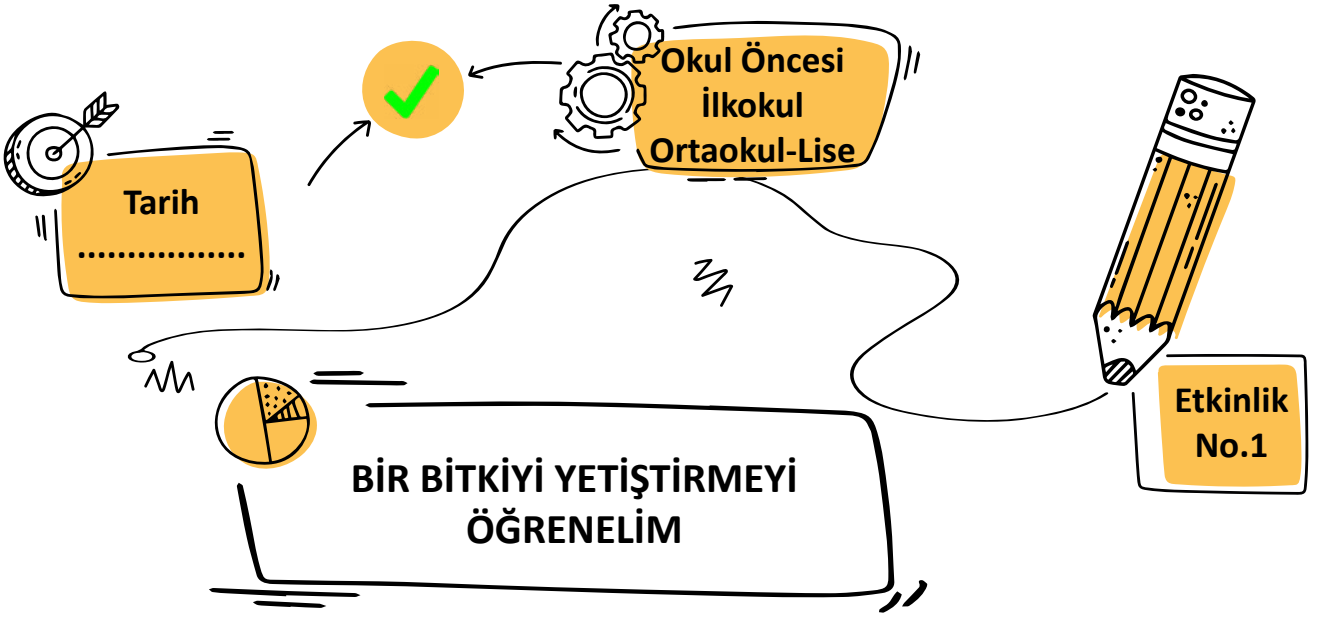 Okul Öncesi
İlkokul
Ortaokul-Lise
Tarih
.................
Etkinlik
No.1
BİR BİTKİYİ YETİŞTİRMEYİ
ÖĞRENELİM